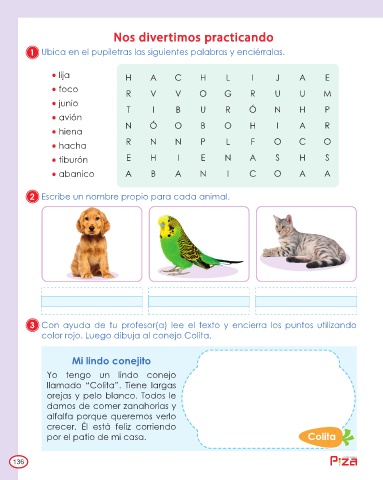 Nos divertimos practicando
1 Ubica en el pupiletras las siguientes palabras y enciérralas.
• lija
• foco
• junio
• avión
• hiena
• hacha
• tiburón
• abanico
H A C H L I J A E
R V V O G R U U M
T I B U R Ó N H P
N Ó O B O H I A R
R N N P L F O C O
E H I E N A S H S
A B A N I C O A A
2 Escribe un nombre propio para cada animal.
3 Con ayuda de tu profesor(a) lee el texto y encierra los puntos utilizando
color rojo. Luego dibuja al conejo Colita.
Mi lindo conejito
Yo tengo un lindo conejo
llamado “Colita”. Tiene largas
orejas y pelo blanco. Todos le
damos de comer zanahorias y
alfalfa porque queremos verlo
crecer. Él está feliz corriendo
por el patio de mi casa.
Colita
136
Piza